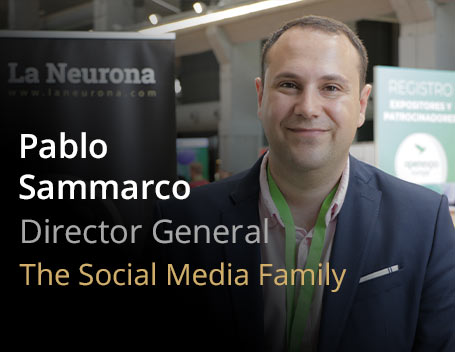 La Neurona
www.laneurona.com
REGISTRO
EXPOSITORES Y
PATROCINADORES
Pablo
Sammarco
Director General
The Social Media Family